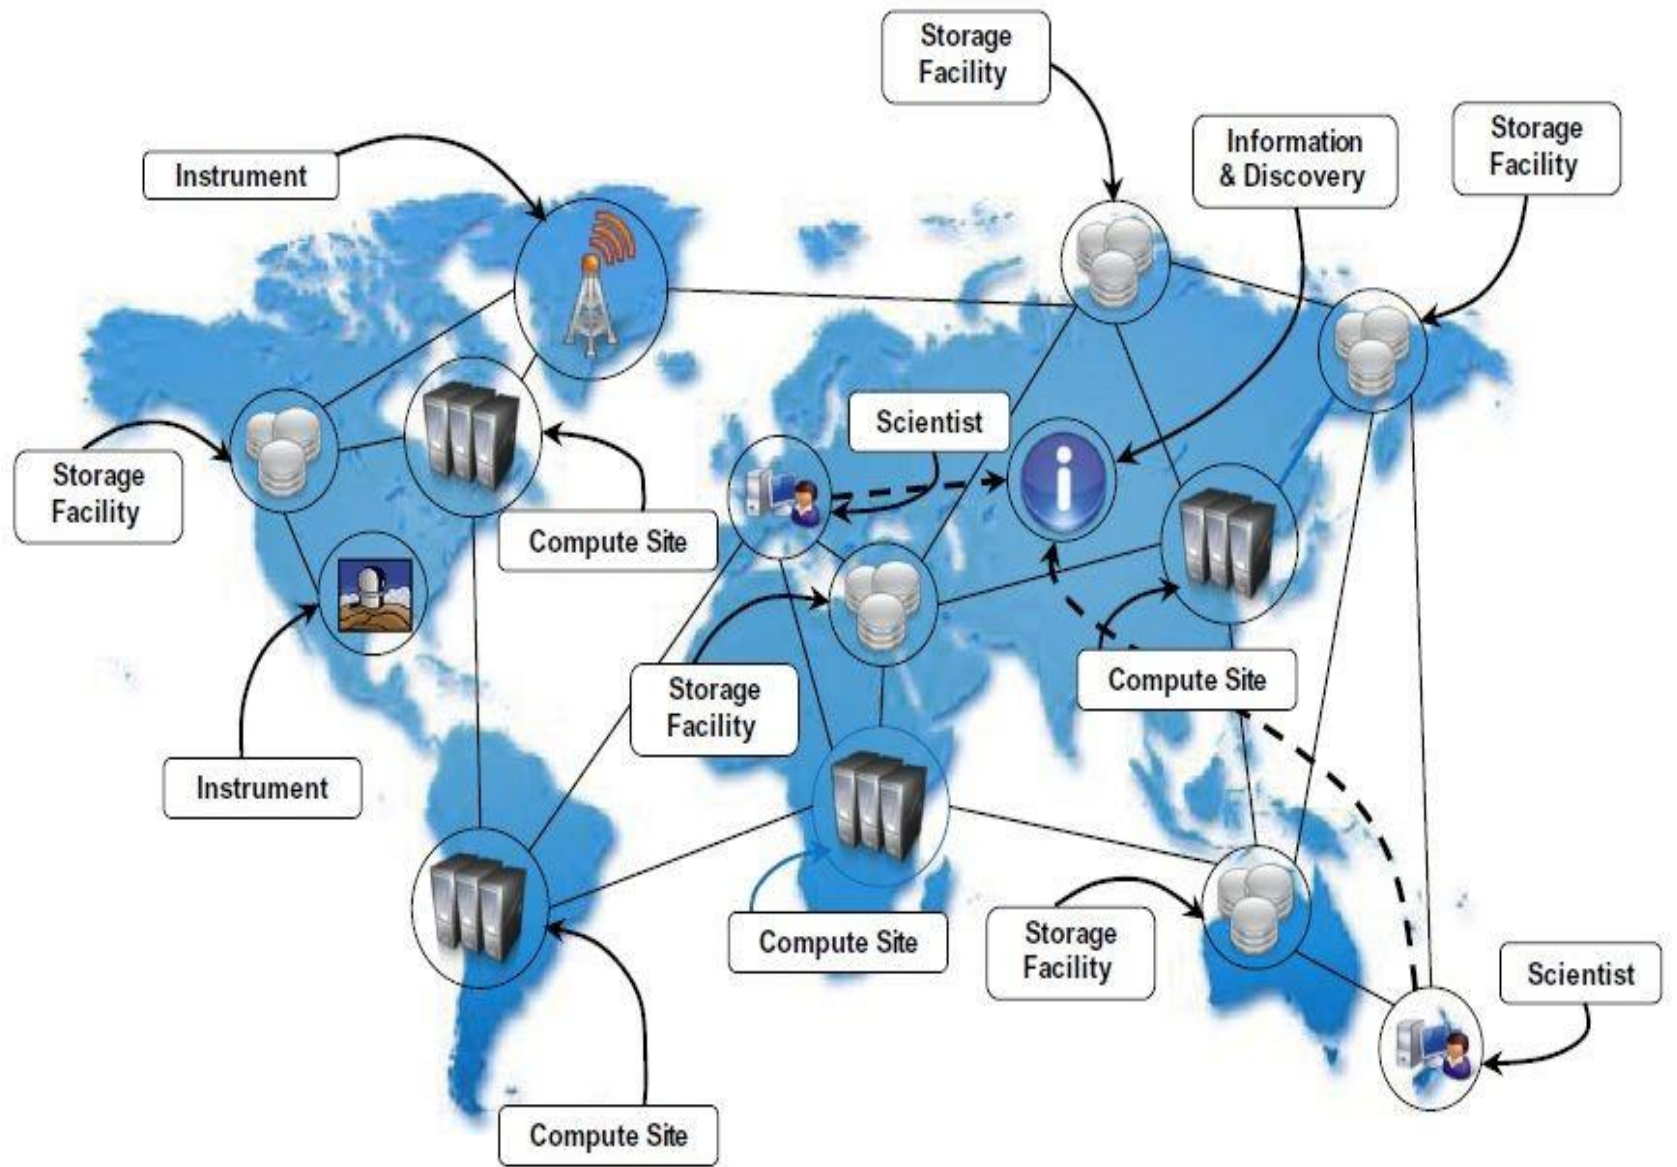 Storage
Facility
Information
& Discovery
Storage
Facility
Instrument
Scientist
Storage
Facility
Compute Site
Storage
Facility
Compute Site
Instrument
Compute Site
Storage
Facility
Scientist
Compute Site